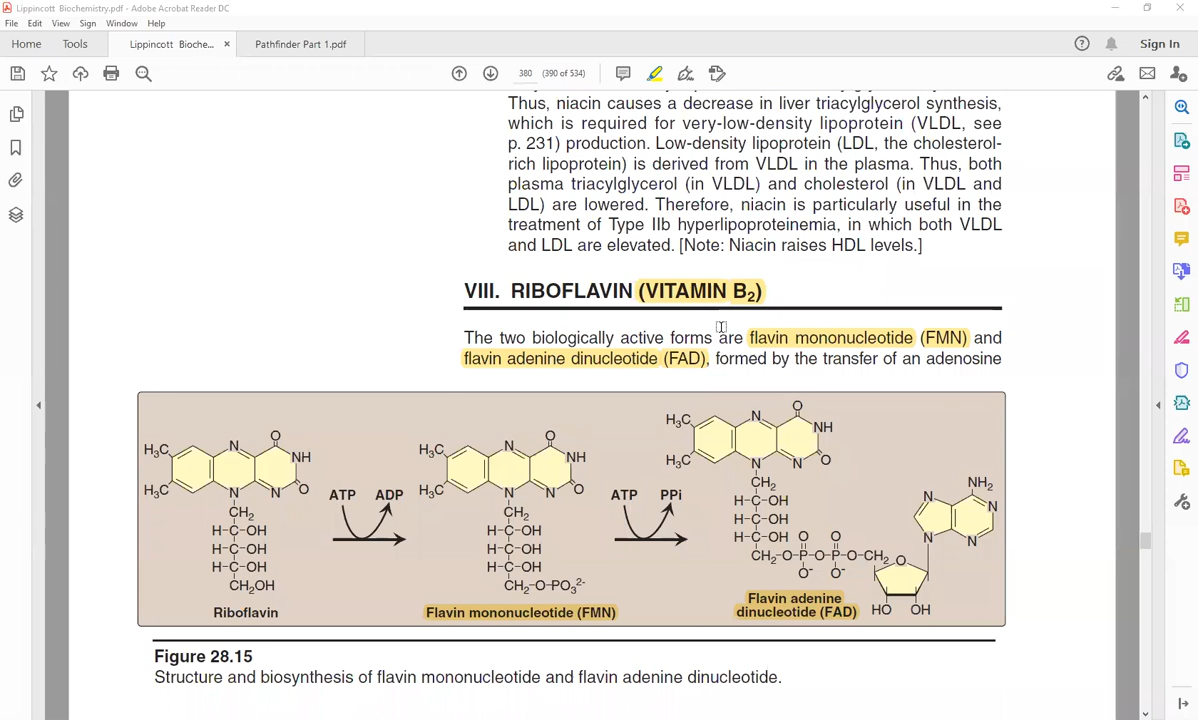 Lippincott Biochemistry.pdf - Adobe Acrobat Reader DC
File Edit View Sign Window Help
Home Tools Lippincott Bioche... × Pathfinder Part 1.pdf Sign In
380 (390 of 534)
Thus, niacin causes a decrease in liver triacylglycerol synthesis,
which is required for very-low-density lipoprotein (VLDL, see
p. 231) production. Low-density lipoprotein (LDL, the cholesterol-
rich lipoprotein) is derived from VLDL in the plasma. Thus, both
plasma triacylglycerol (in VLDL) and cholesterol (in VLDL and
LDL) are lowered. Therefore, niacin is particularly useful in the
treatment of Type IIb hyperlipoproteinemia, in which both VLDL
and LDL are elevated. [Note: Niacin raises HDL levels.]
VIII. RIBOFLAVIN (VITAMIN B₂)
The two biologically active forms are flavin mononucleotide (FMN) and
flavin adenine dinucleotide (FAD), formed by the transfer of an adenosine
H₃C N O NH
H₃C N N O
CH₂
H-C-OH
H-C-OH
H-C-OH
CH₂OH
Riboflavin
ATP ADP
H₃C N O NH
H₃C N N O
CH₂
H-C-OH
H-C-OH
H-C-OH
CH₂-O-PO₃²⁻
Flavin mononucleotide (FMN)
ATP PPi
H₃C N O NH
H₃C N N O
CH₂
H-C-OH
H-C-OH
H-C-OH O O
CH₂-O-P-O-P-O-CH₂ O
O⁻ O⁻
NH₂
N N
N N
HO OH
Flavin adenine
dinucleotide (FAD)
Figure 28.15
Structure and biosynthesis of flavin mononucleotide and flavin adenine dinucleotide.